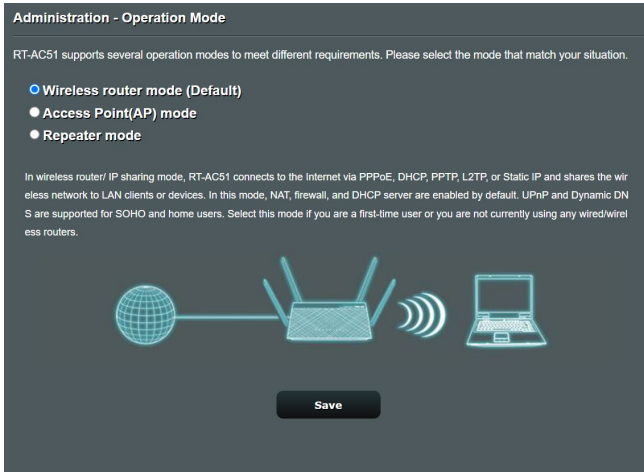 Administration - Operation Mode
RT-AC51 supports several operation modes to meet different requirements. Please select the mode that match your situation.
Wireless router mode (Default)
Access Point(AP) mode
Repeater mode
In wireless router/ IP sharing mode, RT-AC51 connects to the Internet via PPPoE, DHCP, PPTP, L2TP, or Static IP and shares the wir
eless network to LAN clients or devices. In this mode, NAT, firewall, and DHCP server are enabled by default. UPnP and Dynamic DN
S are supported for SOHO and home users. Select this mode if you are a first-time user or you are not currently using any wired/wirel
ess routers.
Save